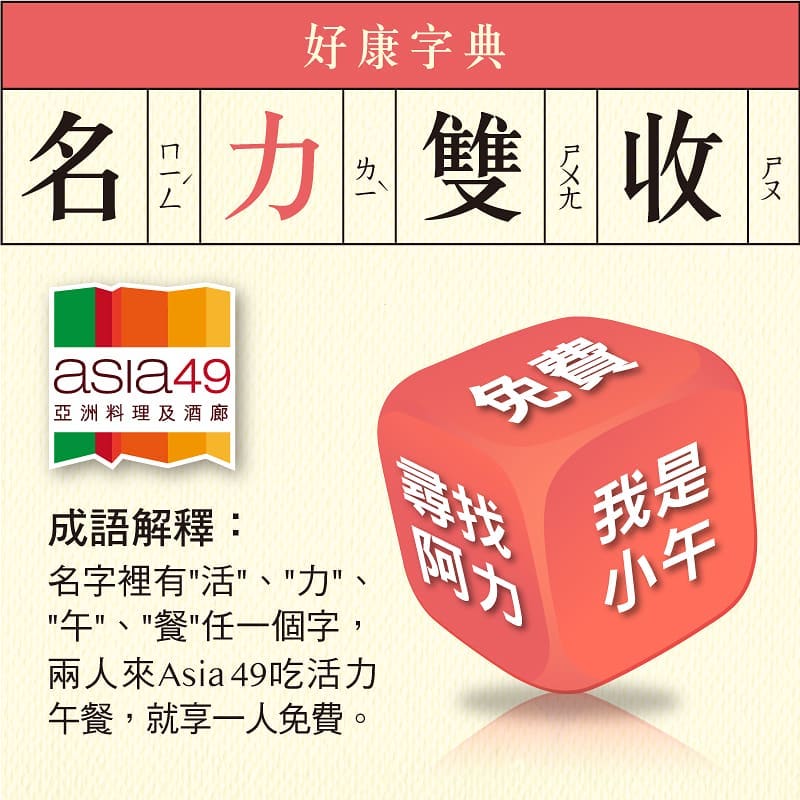 好康字典
名 ㄇㄧㄥˊ 力 ㄌㄧˋ 雙 ㄕㄨㄤ 收 ㄕㄡ
asia49
亞洲料理及酒廊
免費
尋找
阿力
我是
小午
成語解釋：
名字裡有"活"、"力"、
"午"、"餐"任一個字，
兩人來Asia 49吃活力
午餐，就享一人免費。